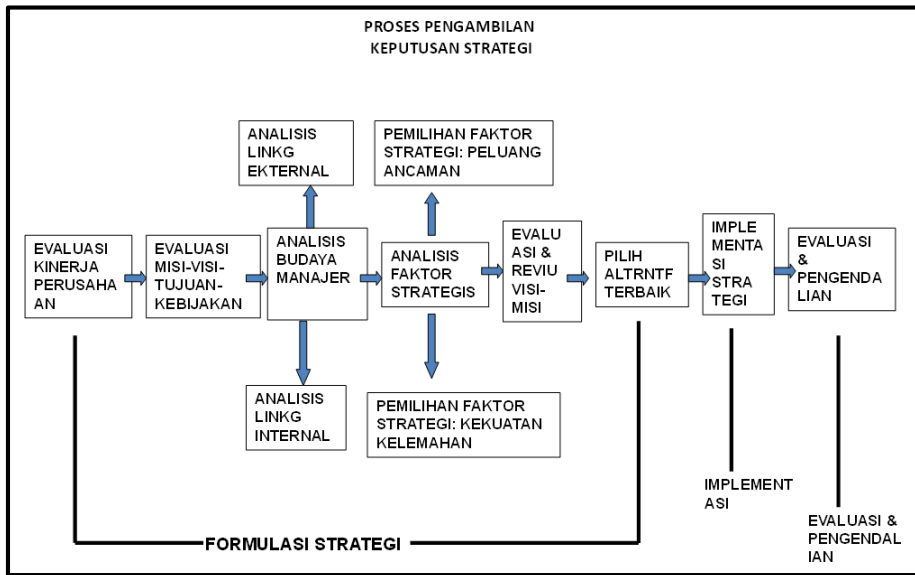 PROSES PENGAMBILAN
KEPUTUSAN STRATEGI
ANALISIS
LINKG
EKTERNAL
PEMILIHAN FAKTOR
STRATEGI: PELUANG
ANCAMAN
EVALUASI
KINERJA
PERUSAHA
AN
EVALUASI
MISI-VISI-
TUJUAN-
KEBIJAKAN
ANALISIS
BUDAYA
MANAJER
ANALISIS
FAKTOR
STRATEGIS
EVALU
ASI &
REVIU
VISI-
MISI
PILIH
ALTRNTF
TERBAIK
IMPLE
MENTA
SI
STRA
TEGI
EVALUASI
&
PENGENDA
LIAN
ANALISIS
LINKG
INTERNAL
PEMILIHAN FAKTOR
STRATEGI: KEKUATAN
KELEMAHAN
FORMULASI STRATEGI
IMPLEMENT
ASI
EVALUASI &
PENGENDAL
IAN